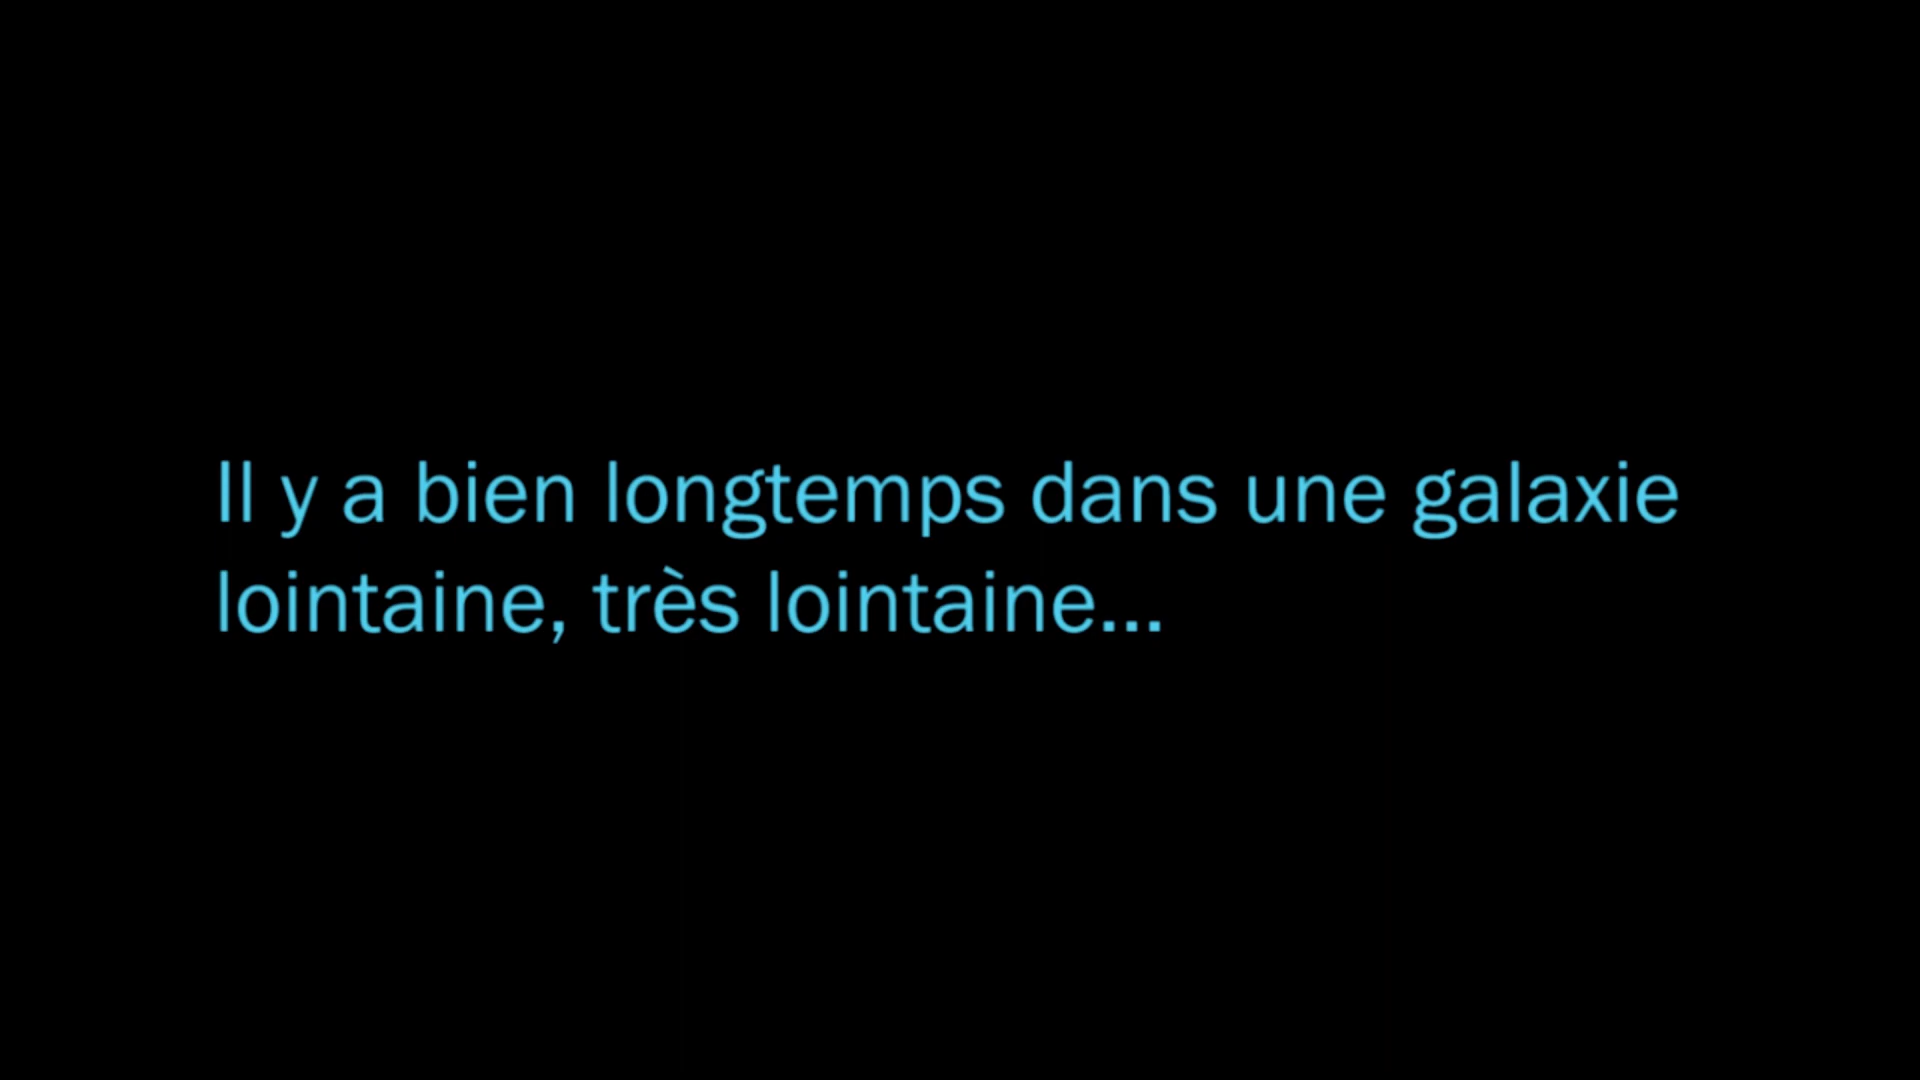 Il y a bien longtemps dans une galaxie
lointaine, très lointaine...